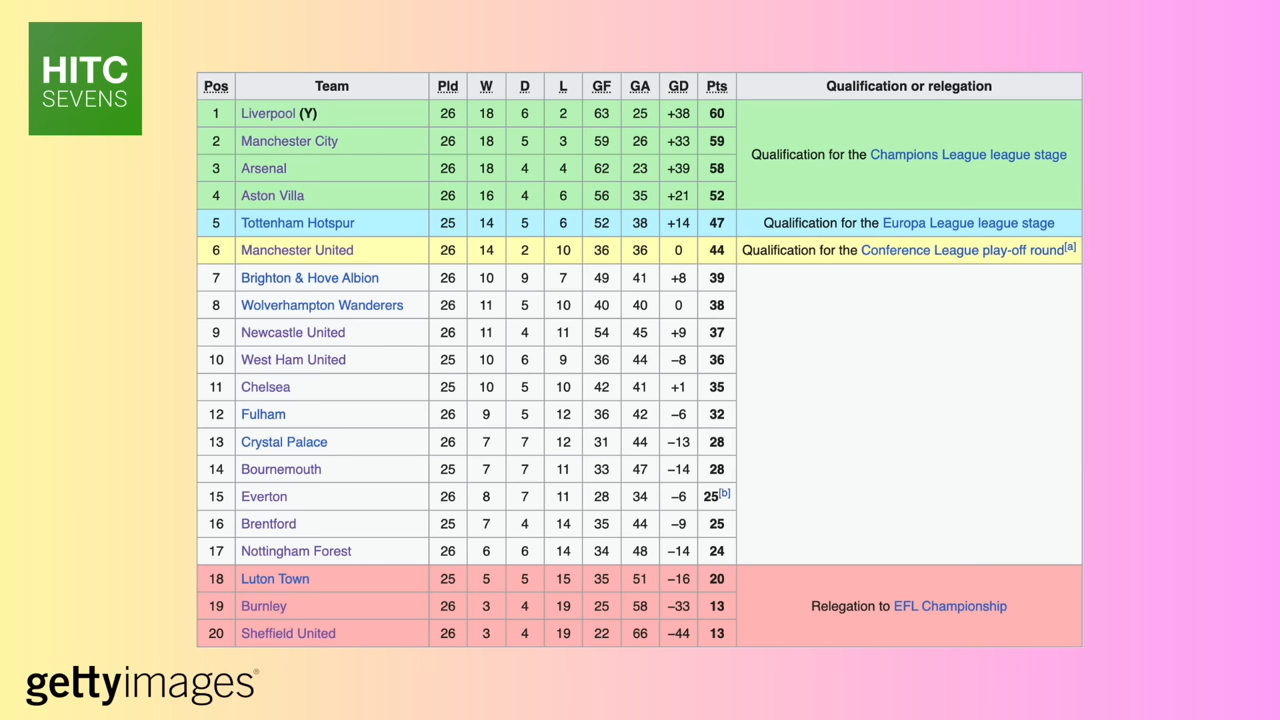 HITC
SEVENS
Pos Team Pld W D L GF GA GD Pts Qualification or relegation
1 Liverpool (Y) 26 18 6 2 63 25 +38 60
2 Manchester City 26 18 5 3 59 26 +33 59
Qualification for the Champions League league stage
3 Arsenal 26 18 4 4 62 23 +39 58
4 Aston Villa 26 16 4 6 56 35 +21 52
5 Tottenham Hotspur 25 14 5 6 52 38 +14 47 Qualification for the Europa League league stage
6 Manchester United 26 14 2 10 36 36 0 44 Qualification for the Conference League play-off round[a]
7 Brighton & Hove Albion 26 10 9 7 49 41 +8 39
8 Wolverhampton Wanderers 26 11 5 10 40 40 0 38
9 Newcastle United 26 11 4 11 54 45 +9 37
10 West Ham United 25 10 6 9 36 44 −8 36
11 Chelsea 25 10 5 10 42 41 +1 35
12 Fulham 26 9 5 12 36 42 −6 32
13 Crystal Palace 26 7 7 12 31 44 −13 28
14 Bournemouth 25 7 7 11 33 47 −14 28
15 Everton 26 8 7 11 28 34 −6 25[b]
16 Brentford 25 7 4 14 35 44 −9 25
17 Nottingham Forest 26 6 6 14 34 48 −14 24
18 Luton Town 25 5 5 15 35 51 −16 20
19 Burnley 26 3 4 19 25 58 −33 13 Relegation to EFL Championship
20 Sheffield United 26 3 4 19 22 66 −44 13
gettyimages®